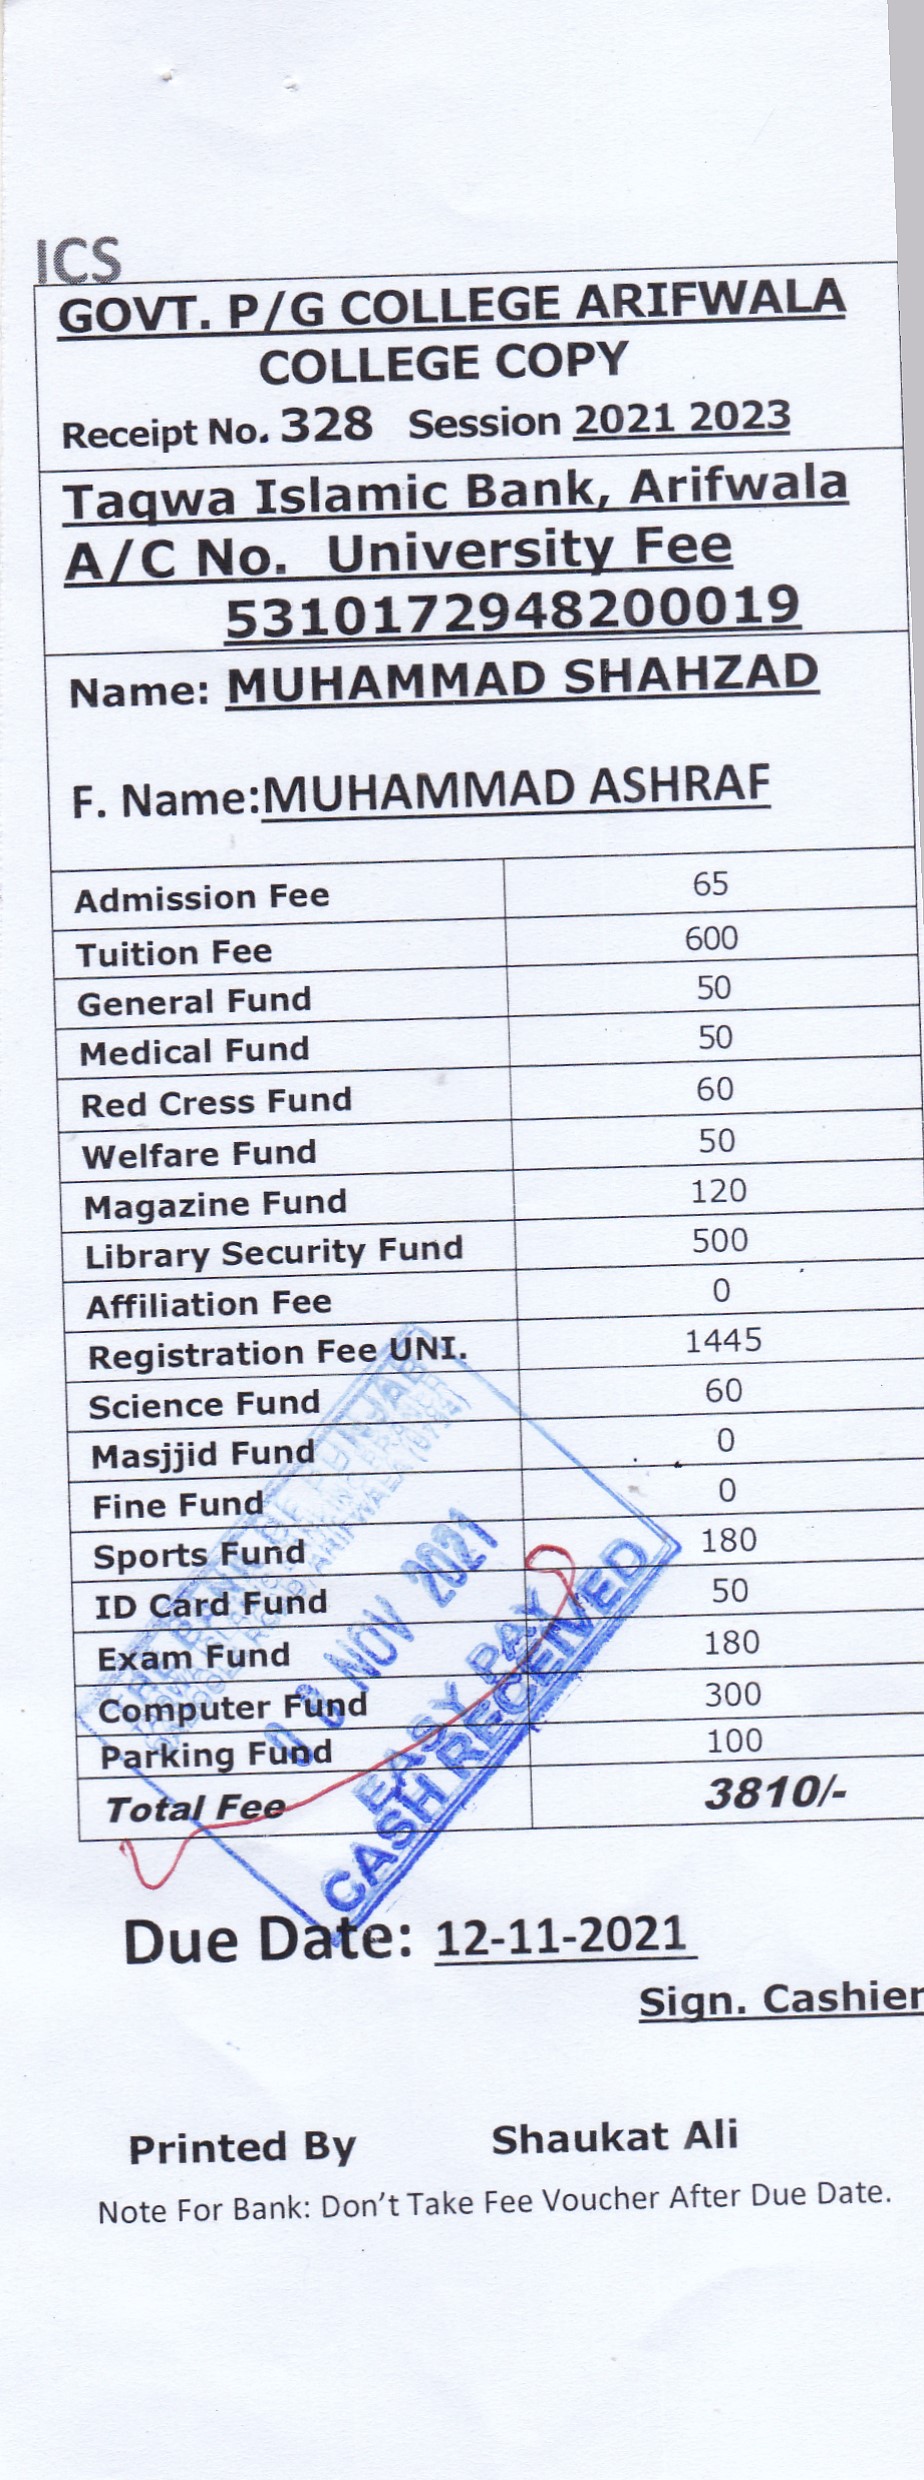 ICS
GOVT. P/G COLLEGE ARIFWALA
COLLEGE COPY
Receipt No. 328 Session 2021 2023
Taqwa Islamic Bank, Arifwala
A/C No. University Fee
5310172948200019
Name: MUHAMMAD SHAHZAD
F. Name:MUHAMMAD ASHRAF
Admission Fee 65
Tuition Fee 600
General Fund 50
Medical Fund 50
Red Cress Fund 60
Welfare Fund 50
Magazine Fund 120
Library Security Fund 500
Affiliation Fee 0
Registration Fee UNI. 1445
Science Fund 60
Masjjid Fund 0
Fine Fund 0
Sports Fund 180
ID Card Fund 50
Exam Fund 180
Computer Fund 300
Parking Fund 100
Total Fee 3810/-
THE BANK OF PUNJAB
NOV 2021
EASY PAY
CASH RECEIVED
Due Date: 12-11-2021
Sign. Cashier
Printed By Shaukat Ali
Note For Bank: Don't Take Fee Voucher After Due Date.